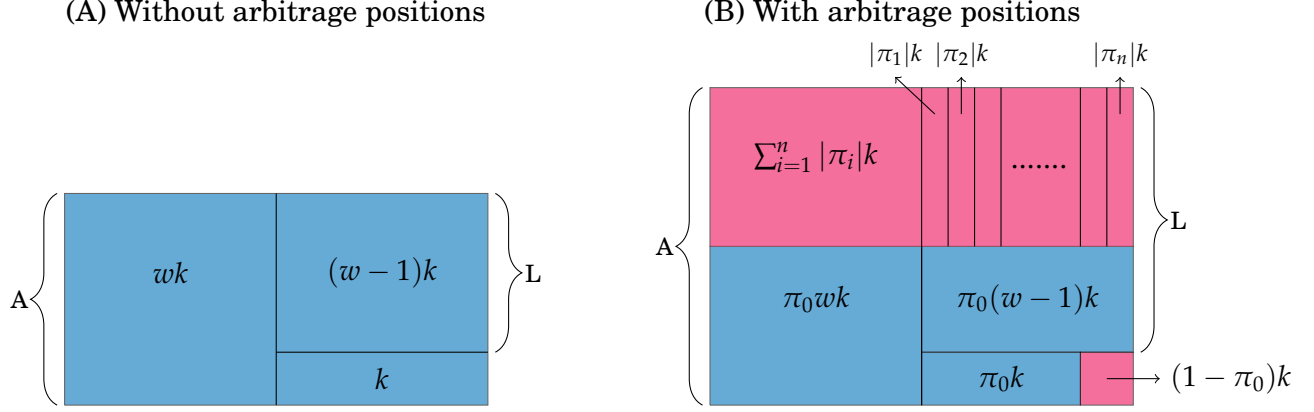 (A) Without arbitrage positions
A
wk
(w − 1)k
k
L
(B) With arbitrage positions
|π₁|k
|π₂|k
|πₙ|k
A
∑ⁿᵢ₌₁ |πᵢ|k
.......
L
π₀wk
π₀(w − 1)k
π₀k
(1 − π₀)k